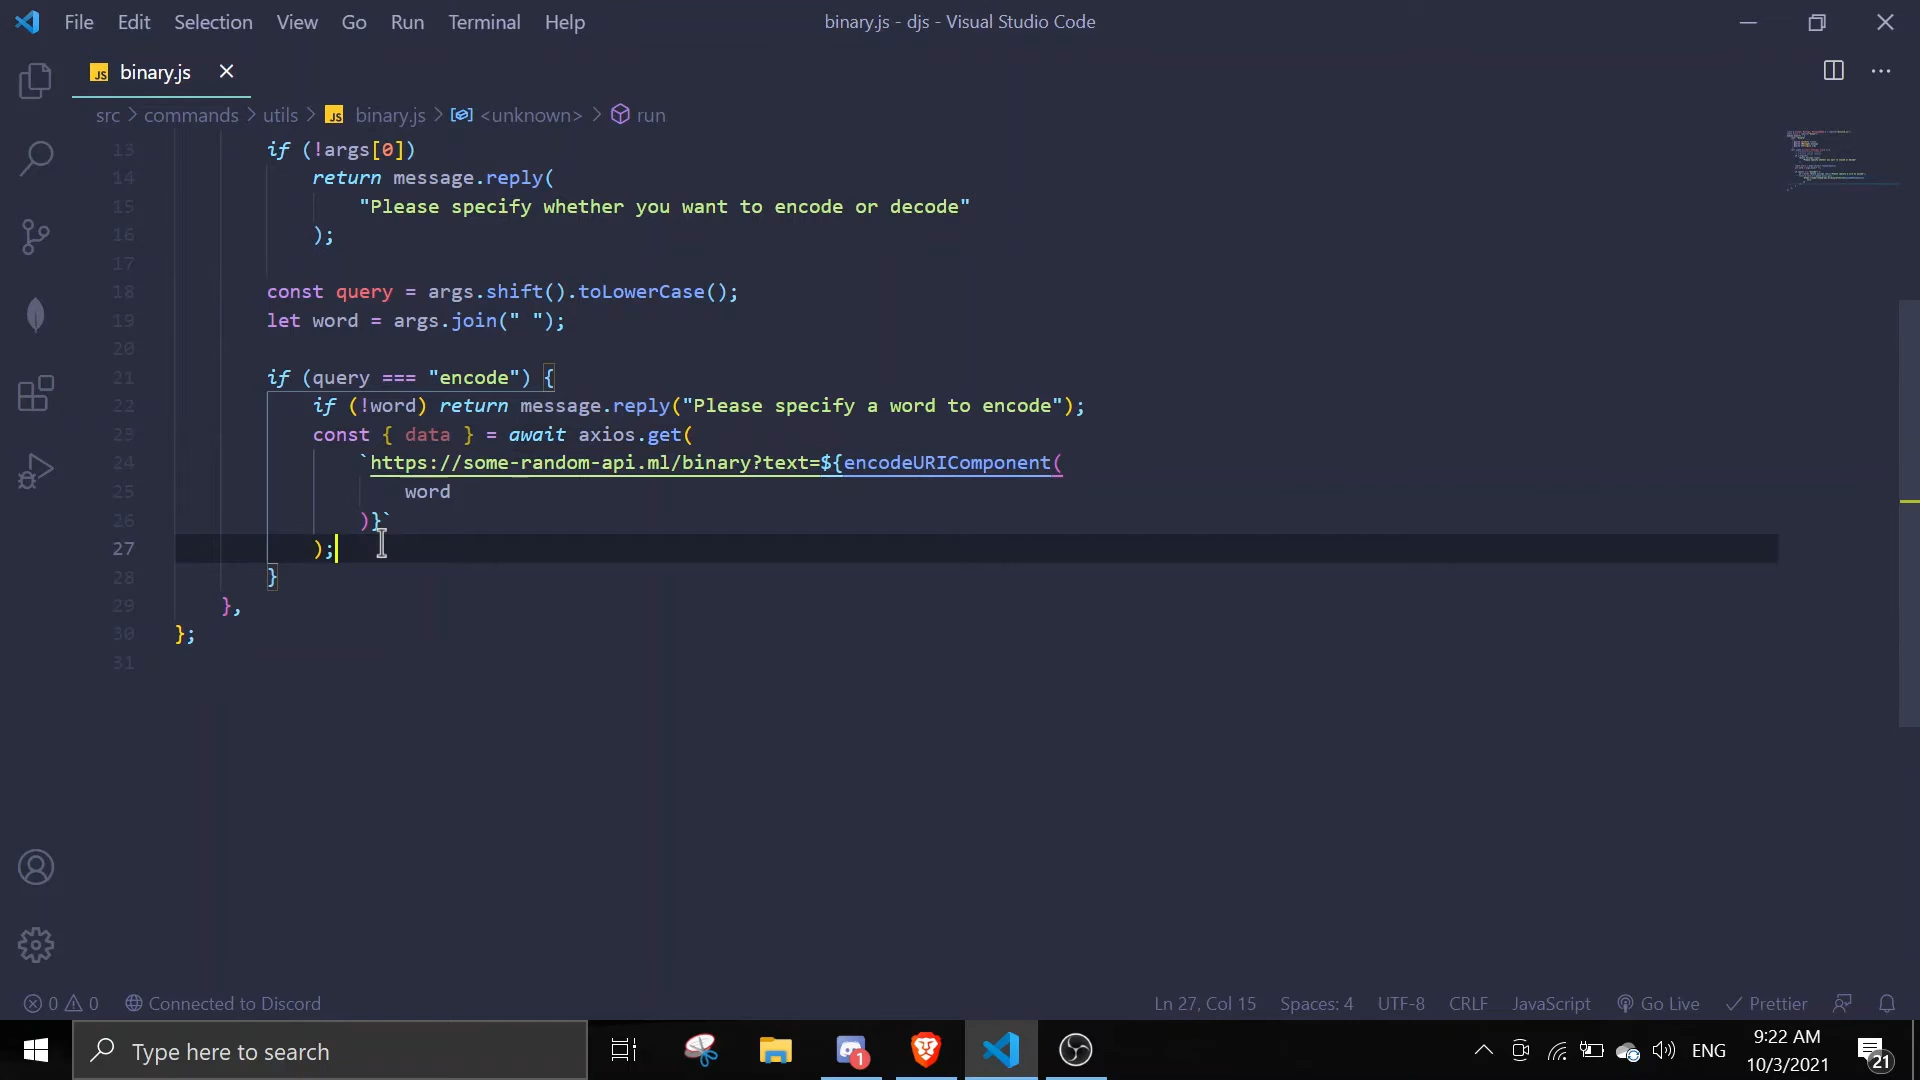 File Edit Selection View Go Run Terminal Help binary.js - djs - Visual Studio Code
JS binary.js
src > commands > utils > JS binary.js > <unknown> > run
13 if (!args[0])
14 return message.reply(
15 "Please specify whether you want to encode or decode"
16 );
17
18 const query = args.shift().toLowerCase();
19 let word = args.join(" ");
20
21 if (query === "encode") {
22 if (!word) return message.reply("Please specify a word to encode");
23 const { data } = await axios.get(
24 `https://some-random-api.ml/binary?text=${encodeURIComponent(
25 word
26 )}`
27 );
28 }
29 },
30 };
31
0 0 Connected to Discord Ln 27, Col 15 Spaces: 4 UTF-8 CRLF JavaScript Go Live Prettier
Type here to search 1 ENG 9:22 AM
10/3/2021 21